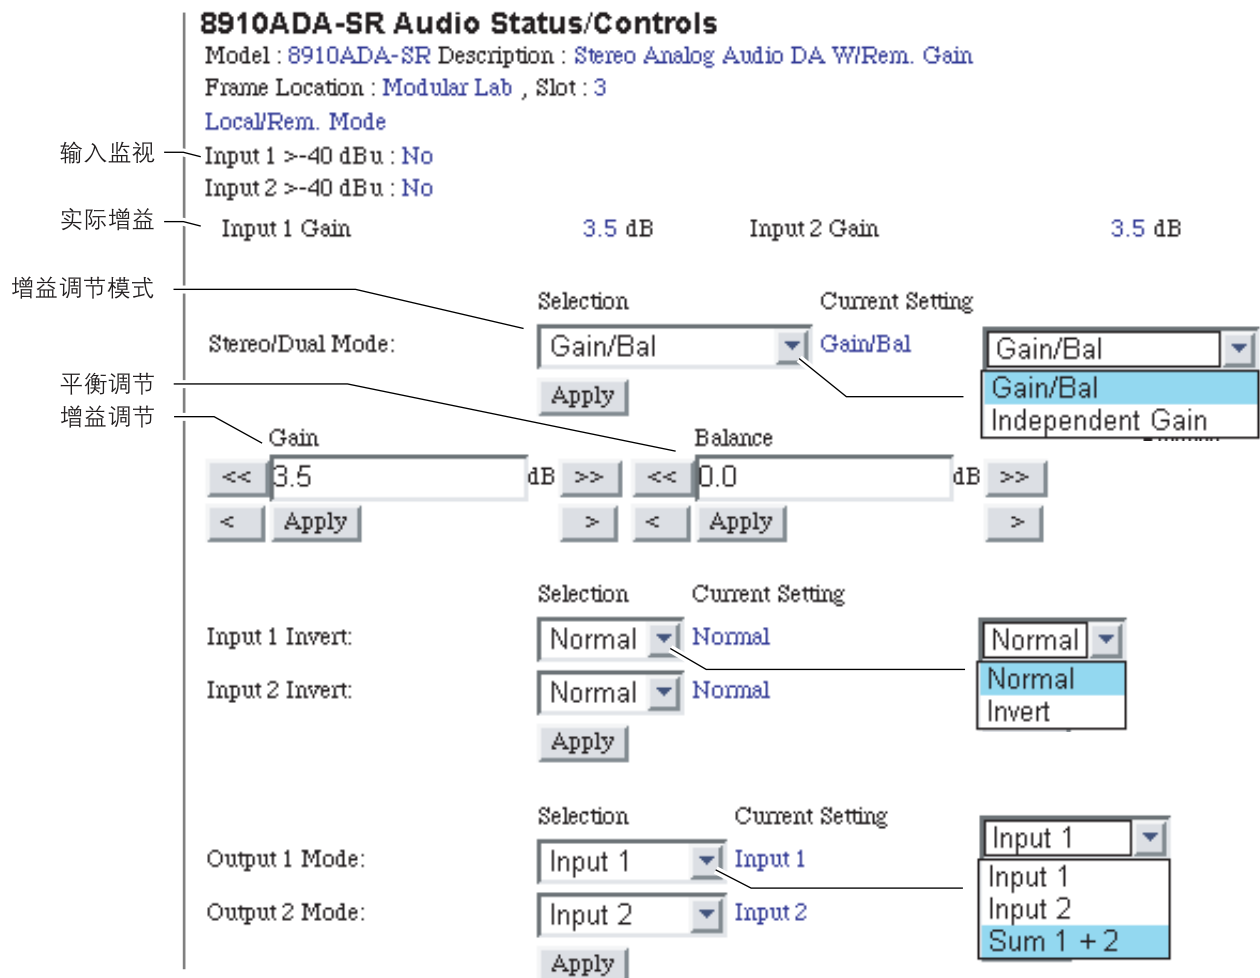 8910ADA-SR Audio Status/Controls
Model : 8910ADA-SR Description : Stereo Analog Audio DA W/Rem. Gain
Frame Location : Modular Lab , Slot : 3
Local/Rem. Mode
输入监视
Input 1 >-40 dBu : No
Input 2 >-40 dBu : No
实际增益
Input 1 Gain 3.5 dB Input 2 Gain 3.5 dB
增益调节模式
Selection Current Setting
Stereo/Dual Mode: Gain/Bal Gain/Bal Gain/Bal
Apply
Gain/Bal
Independent Gain
平衡调节
增益调节
Gain Balance
<< 3.5 dB >> << 0.0 dB >>
< Apply > < Apply >
Selection Current Setting
Input 1 Invert: Normal Normal Normal
Normal
Invert
Input 2 Invert: Normal Normal
Apply
Selection Current Setting
Output 1 Mode: Input 1 Input 1 Input 1
Input 1
Input 2
Sum 1 + 2
Output 2 Mode: Input 2 Input 2
Apply